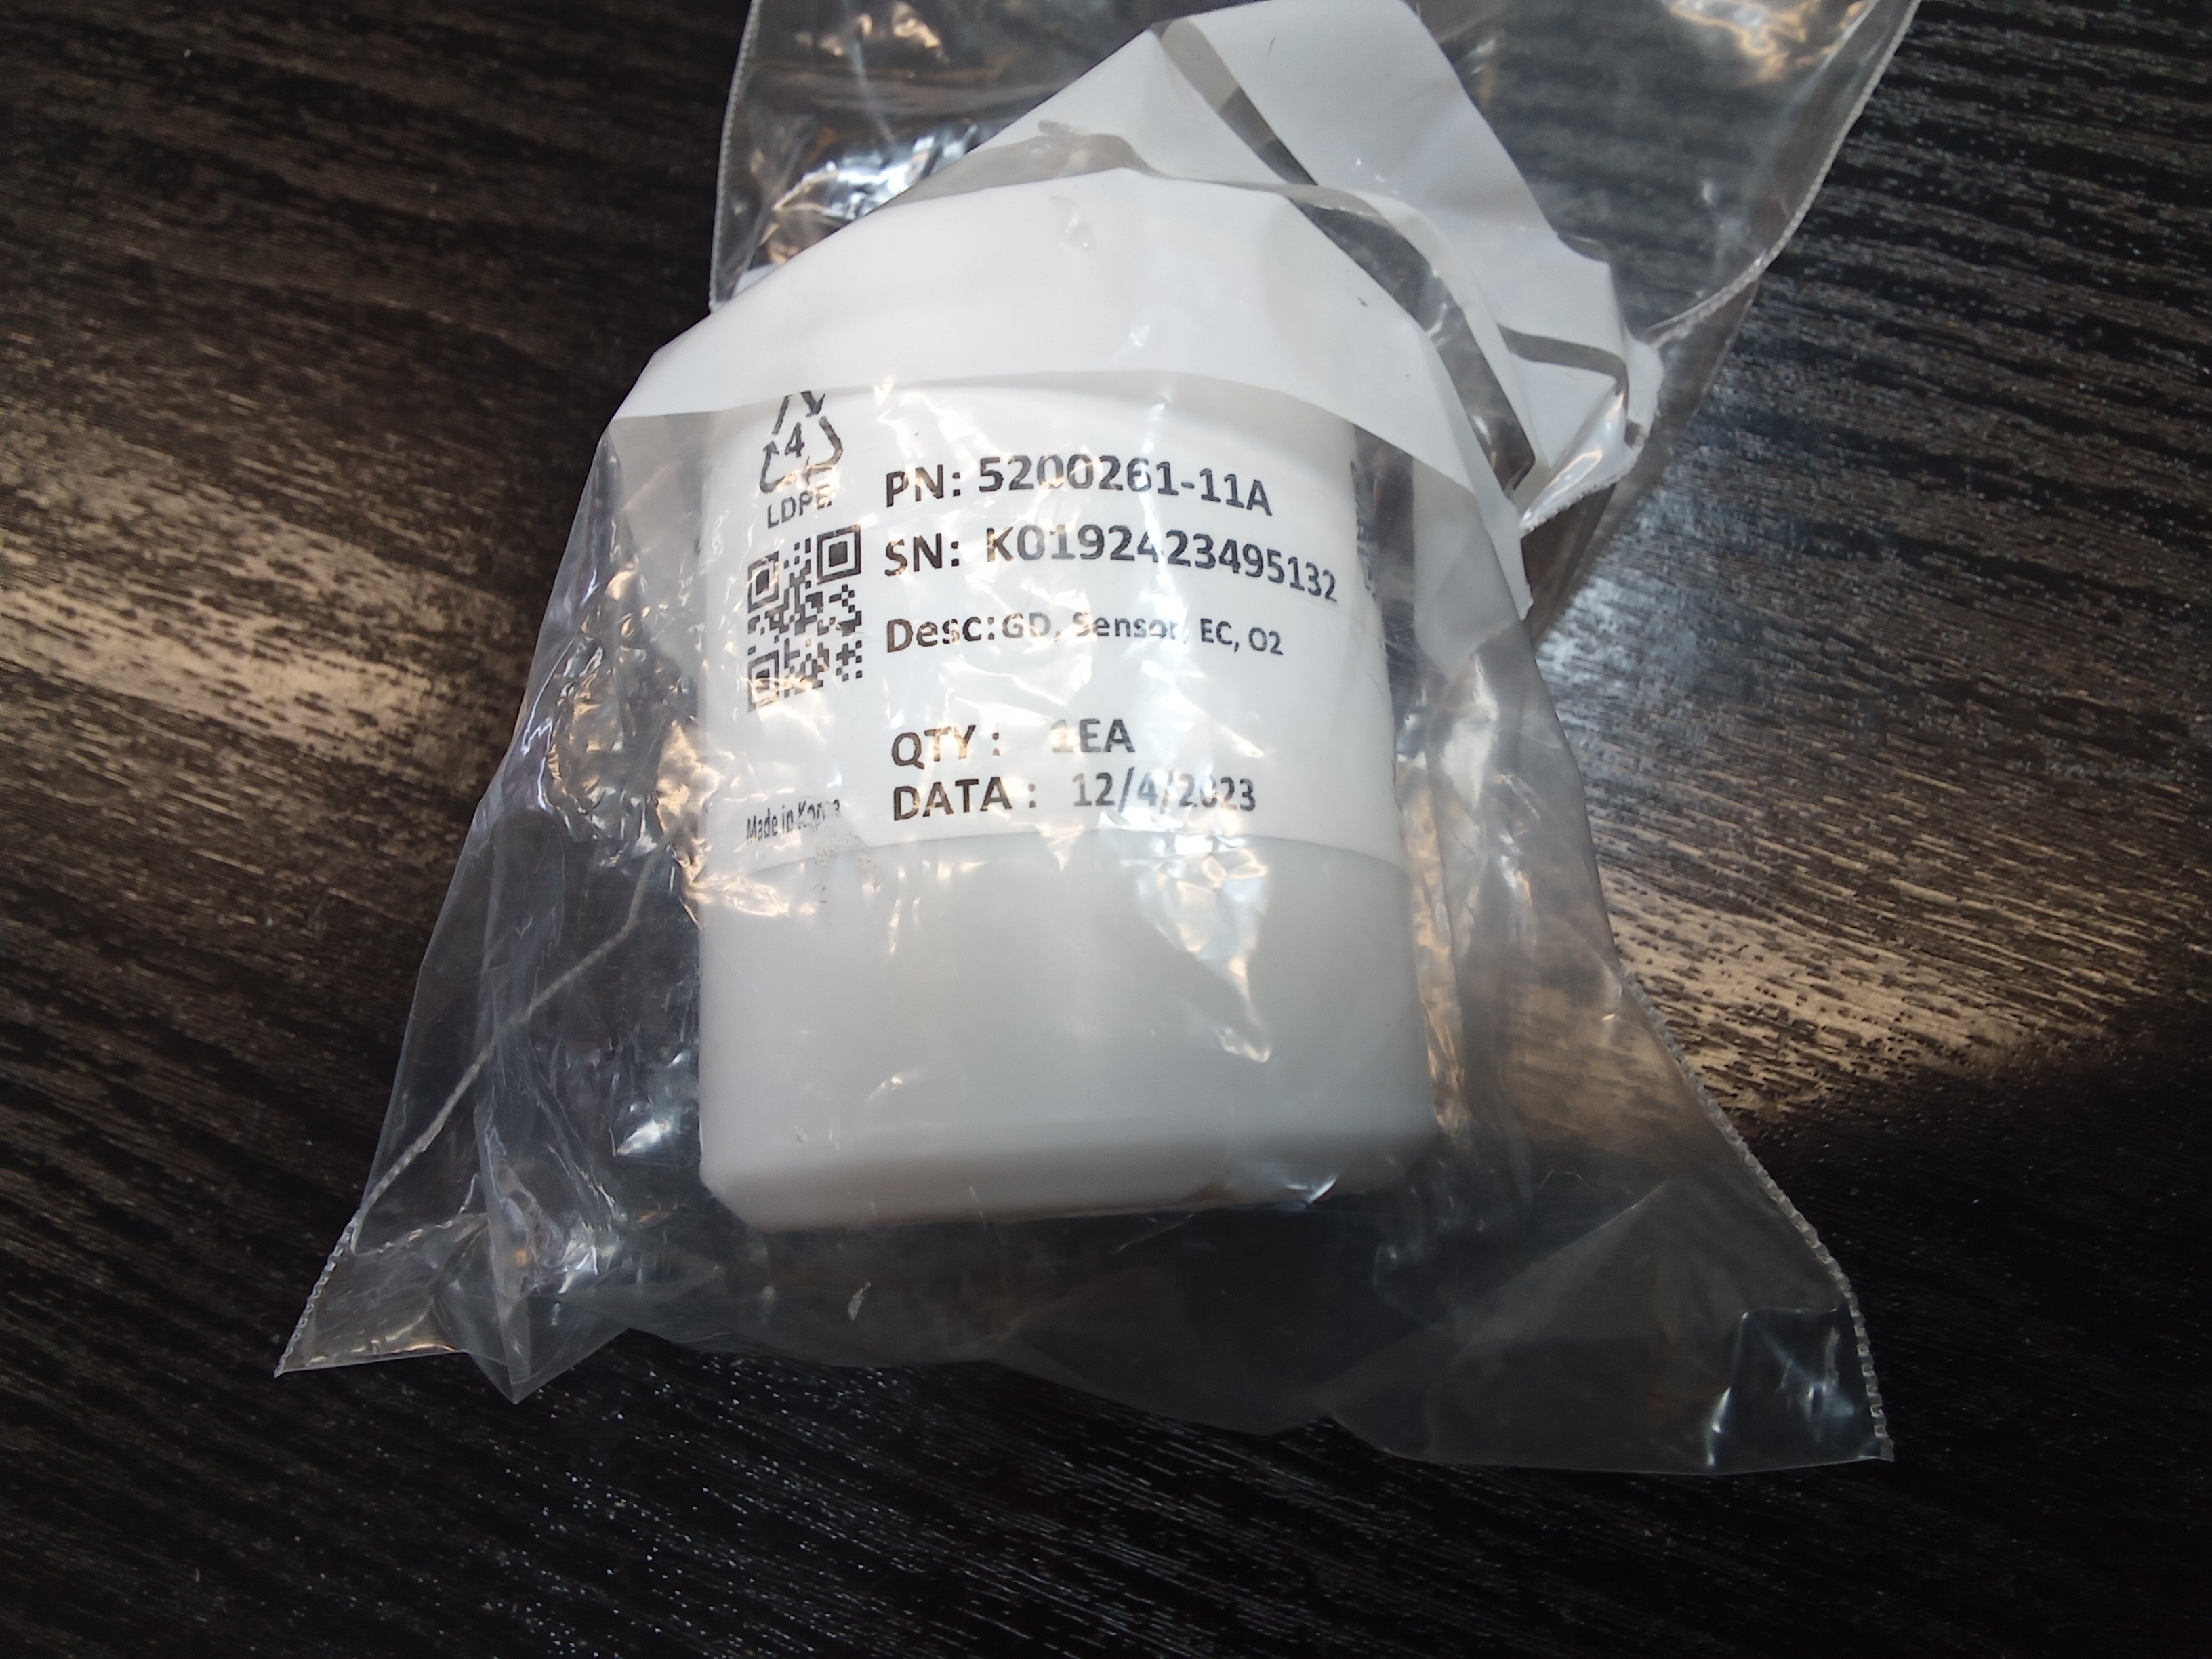 4
LDPE
PN: 5200261-11A
SN: K0192423495132
Desc: GD, Sensor, EC, O2
QTY : 1EA
DATA : 12/4/2023
Made in Korea